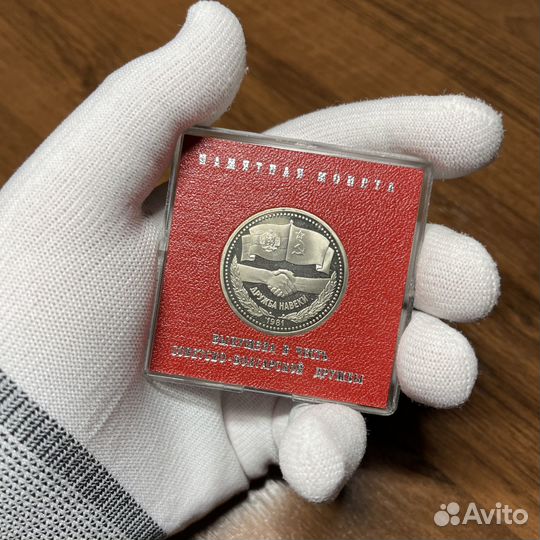 ПАМЯТНАЯ МОНЕТА
ДРУЖБА НАВЕКИ
1981
ВЫПУЩЕНА В ЧЕСТЬ
СОВЕТСКО-БОЛГАРСКОЙ ДРУЖБЫ
Avito